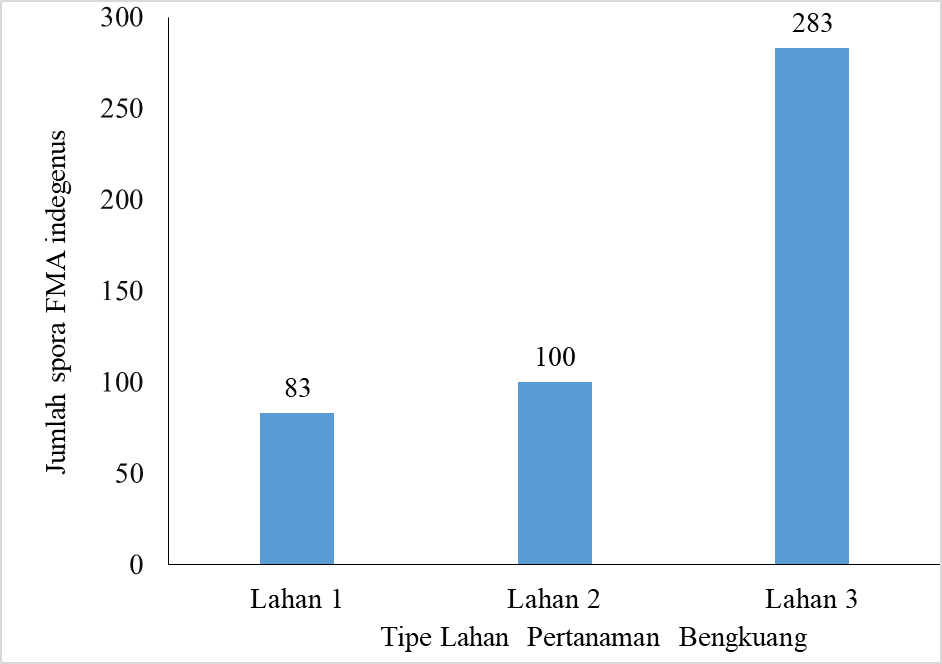 Jumlah spora FMA indegenus
300
250
200
150
100
50
0
83
100
283
Lahan 1
Lahan 2
Lahan 3
Tipe Lahan Pertanaman Bengkuang